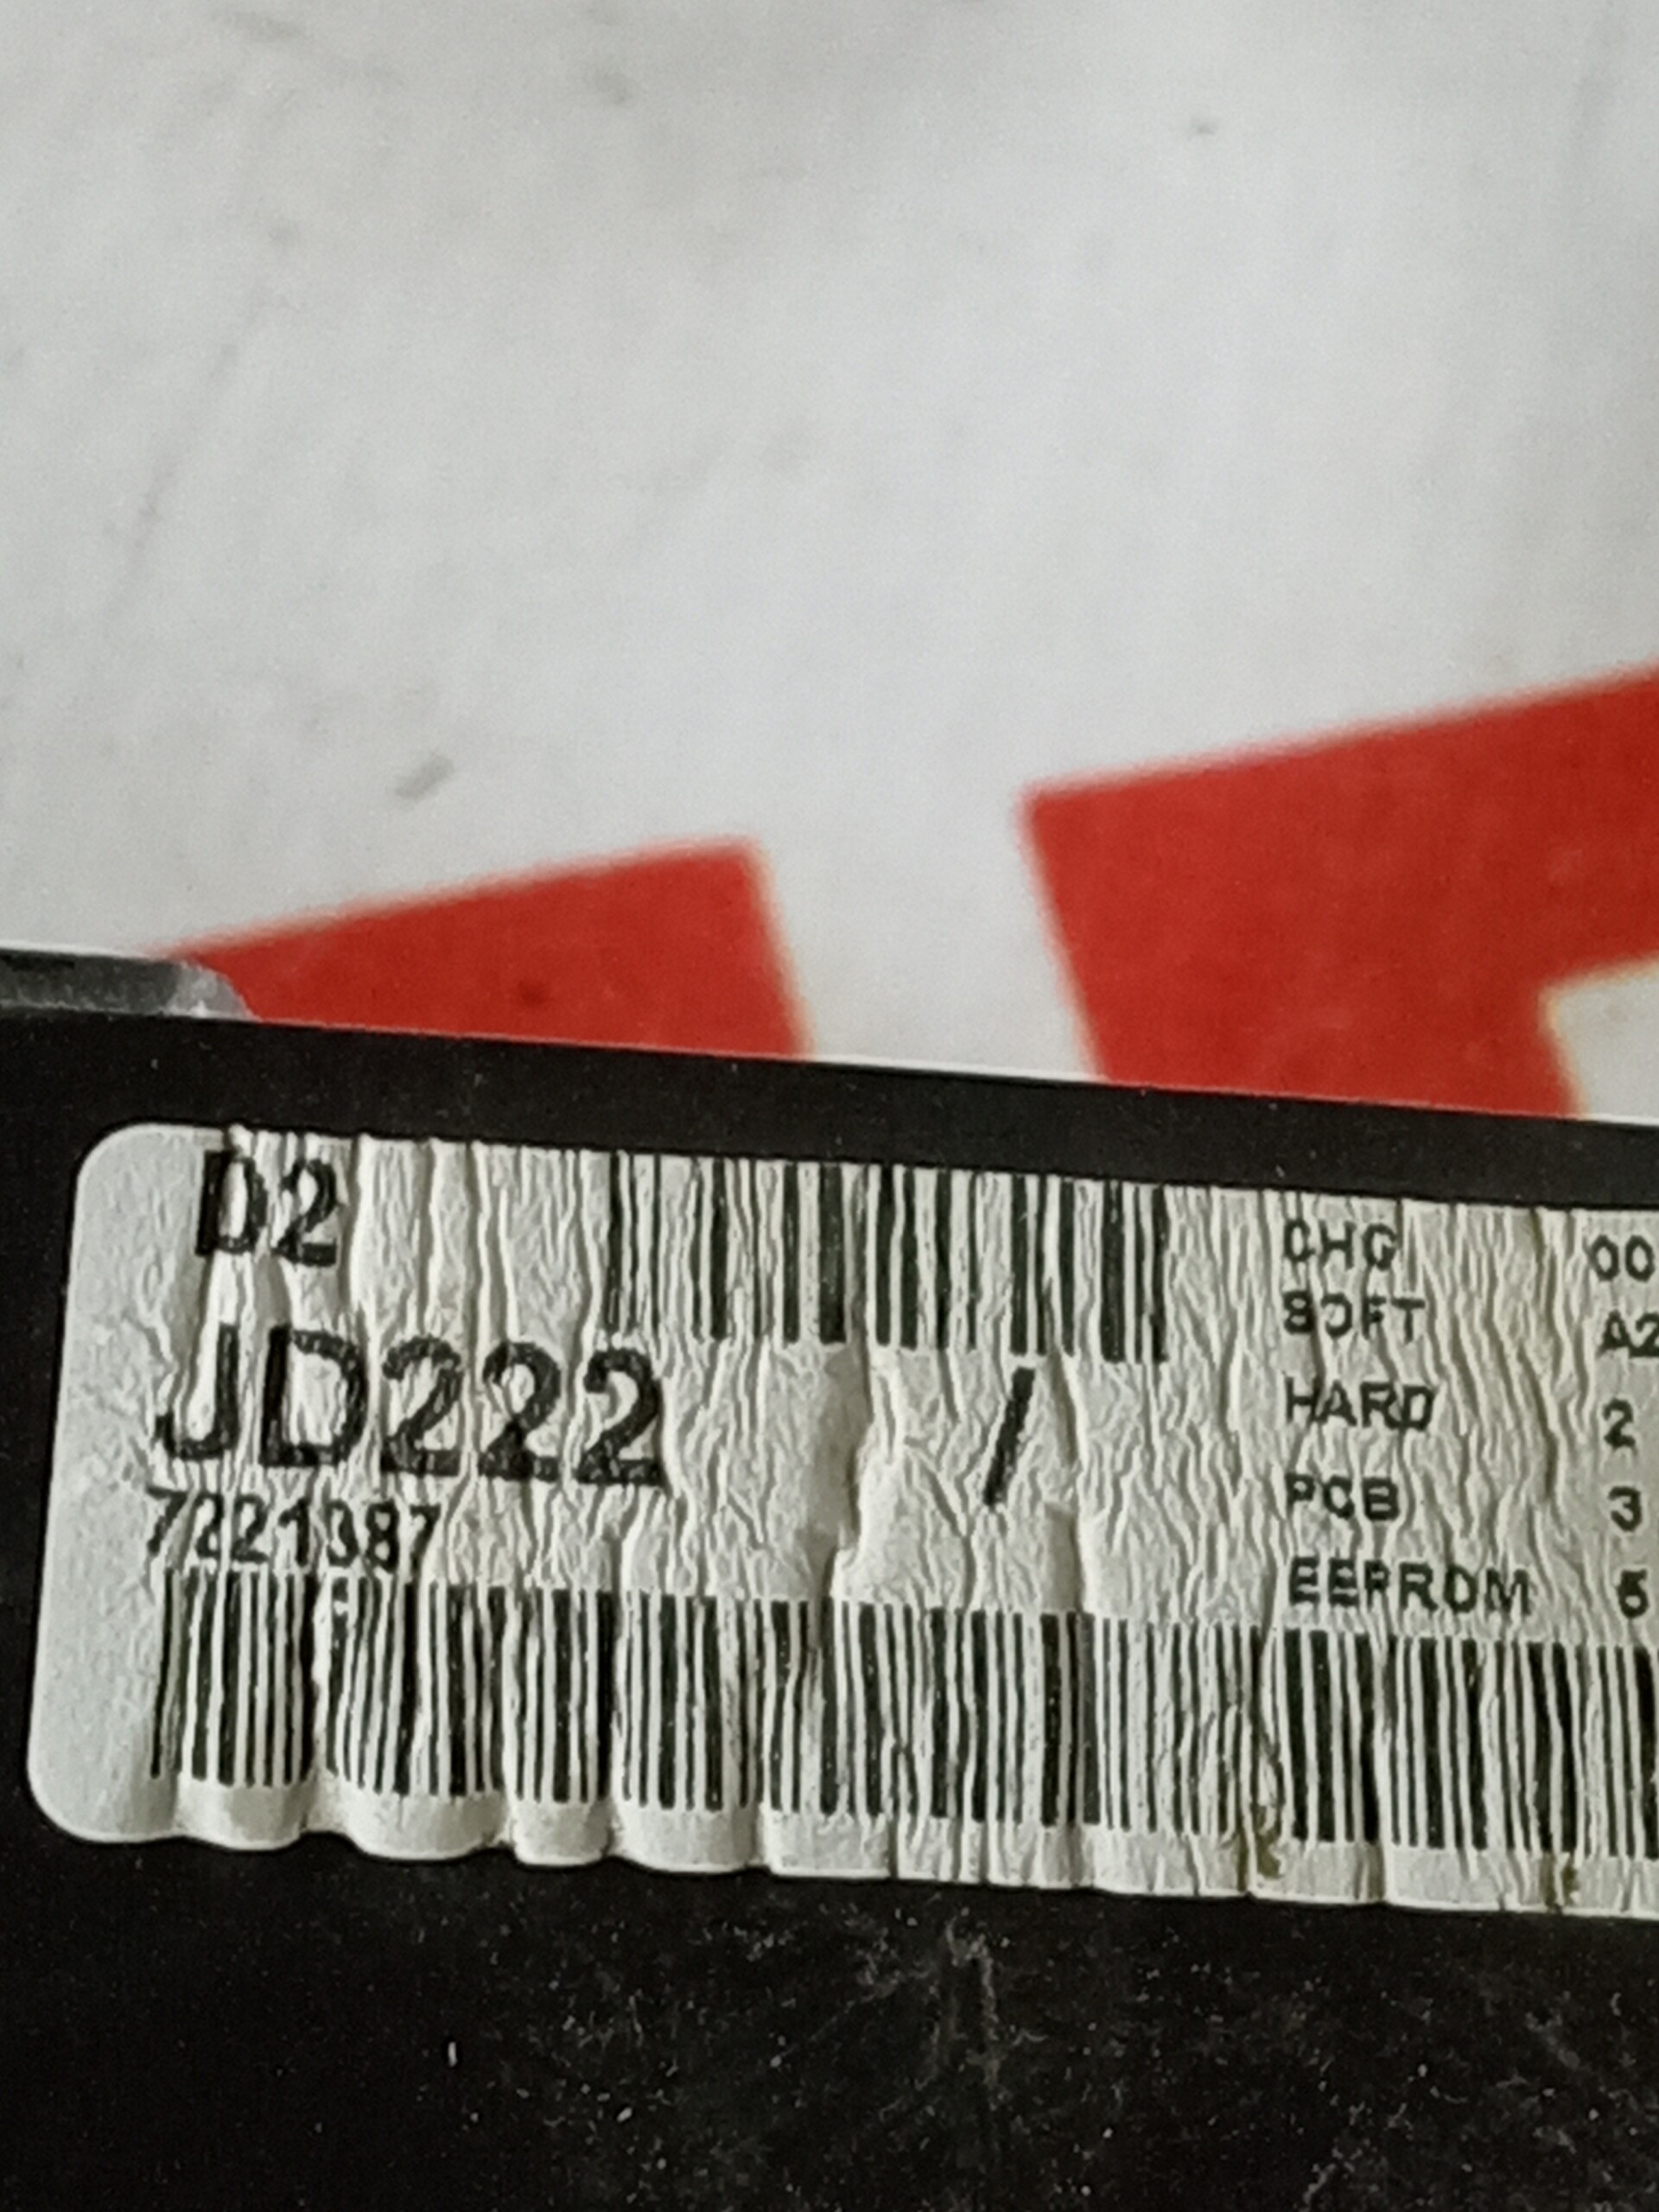 D2
JD222 /
7221387
CHG 00
SOFT A2
HARD 2
PCB 3
EEPROM 5